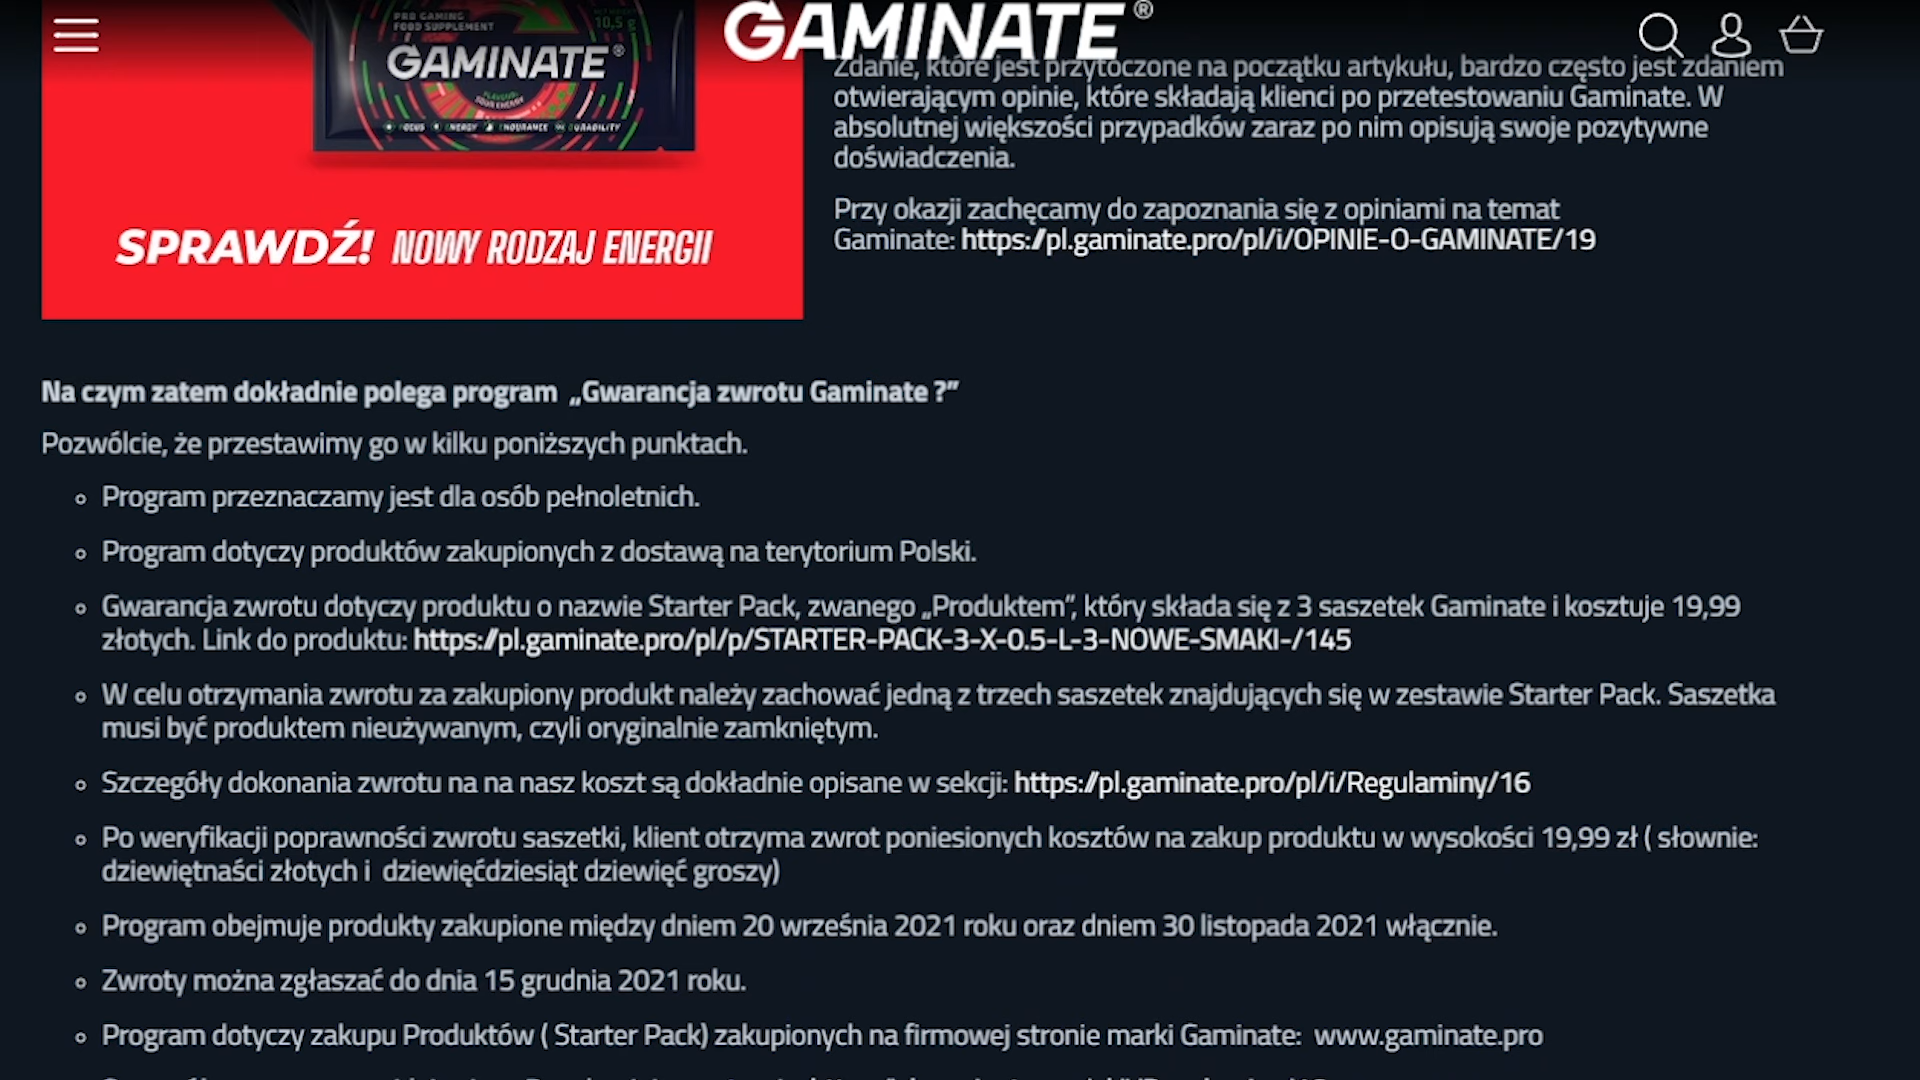 PRO GAMING
FOOD SUPPLEMENT
10,5 g
GAMINATE®
FLAVOUR:
SOUR ENERGY
FOCUS ENERGY ENDURANCE DURABILITY
SPRAWDŹ! NOWY RODZAJ ENERGII
GAMINATE®
Zdanie, które jest przytoczone na początku artykułu, bardzo często jest zdaniem
otwierającym opinie, które składają klienci po przetestowaniu Gaminate. W
absolutnej większości przypadków zaraz po nim opisują swoje pozytywne
doświadczenia.
Przy okazji zachęcamy do zapoznania się z opiniami na temat
Gaminate: https://pl.gaminate.pro/pl/i/OPINIE-O-GAMINATE/19
Na czym zatem dokładnie polega program „Gwarancja zwrotu Gaminate ?”
Pozwólcie, że przestawimy go w kilku poniższych punktach.
Program przeznaczamy jest dla osób pełnoletnich.
Program dotyczy produktów zakupionych z dostawą na terytorium Polski.
Gwarancja zwrotu dotyczy produktu o nazwie Starter Pack, zwanego „Produktem”, który składa się z 3 saszetek Gaminate i kosztuje 19,99
złotych. Link do produktu: https://pl.gaminate.pro/pl/p/STARTER-PACK-3-X-0.5-L-3-NOWE-SMAKI-/145
W celu otrzymania zwrotu za zakupiony produkt należy zachować jedną z trzech saszetek znajdujących się w zestawie Starter Pack. Saszetka
musi być produktem nieużywanym, czyli oryginalnie zamkniętym.
Szczegóły dokonania zwrotu na na nasz koszt są dokładnie opisane w sekcji: https://pl.gaminate.pro/pl/i/Regulaminy/16
Po weryfikacji poprawności zwrotu saszetki, klient otrzyma zwrot poniesionych kosztów na zakup produktu w wysokości 19,99 zł ( słownie:
dziewiętnaści złotych i dziewięćdziesiąt dziewięć groszy)
Program obejmuje produkty zakupione między dniem 20 września 2021 roku oraz dniem 30 listopada 2021 włącznie.
Zwroty można zgłaszać do dnia 15 grudnia 2021 roku.
Program dotyczy zakupu Produktów ( Starter Pack) zakupionych na firmowej stronie marki Gaminate: www.gaminate.pro